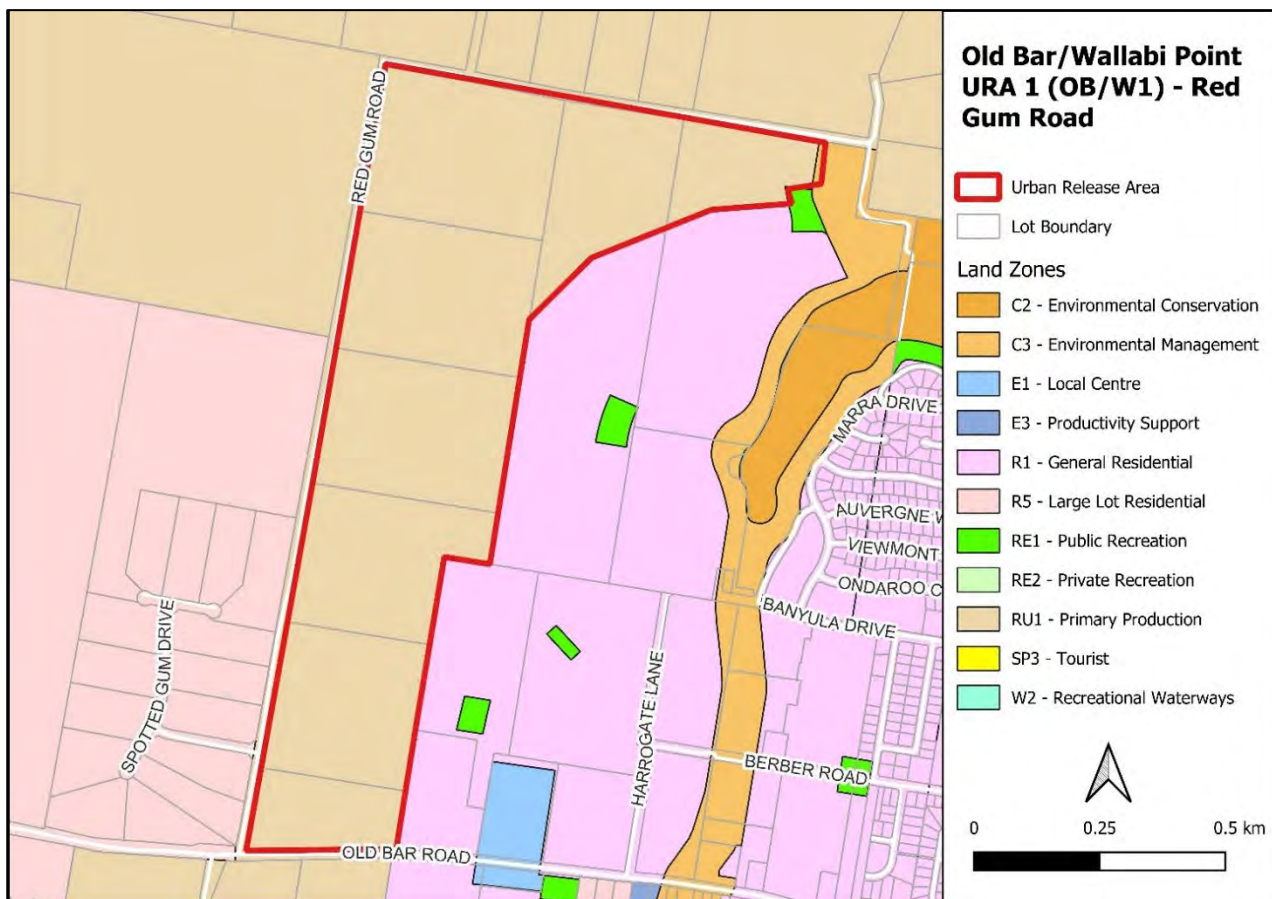 Old Bar/Wallabi Point
URA 1 (OB/W1) - Red
Gum Road
Urban Release Area
Lot Boundary
Land Zones
C2 - Environmental Conservation
C3 - Environmental Management
E1 - Local Centre
E3 - Productivity Support
R1 - General Residential
R5 - Large Lot Residential
RE1 - Public Recreation
RE2 - Private Recreation
RU1 - Primary Production
SP3 - Tourist
W2 - Recreational Waterways
0 0.25 0.5 km
RED GUM ROAD
MARRA DRIVE
AUVERGNE W
VIEWMONT
ONDAROO C
BANYULA DRIVE
HARROGATE LANE
SPOTTED GUM DRIVE
BERBER ROAD
OLD BAR ROAD